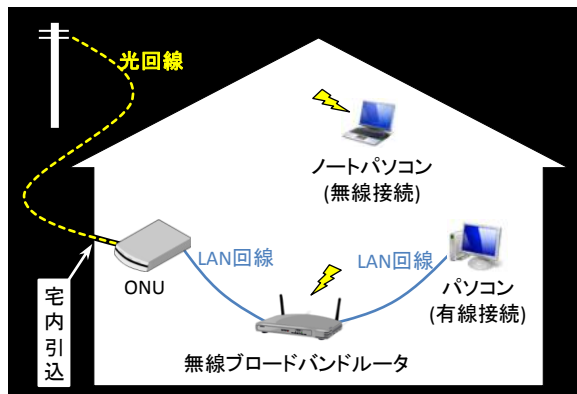 光回線
ノートパソコン
(無線接続)
LAN回線
LAN回線
ONU
パソコン
(有線接続)
宅内引込
無線ブロードバンドルータ